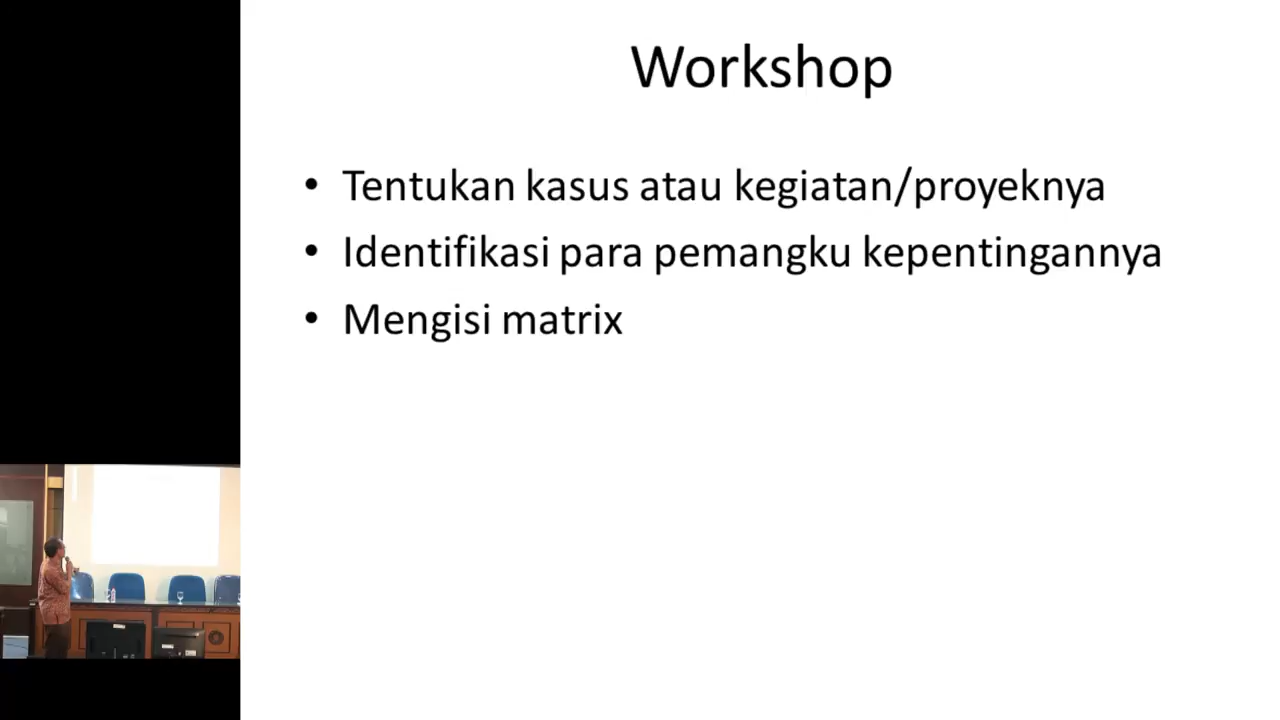 Workshop
• Tentukan kasus atau kegiatan/proyeknya
• Identifikasi para pemangku kepentingannya
• Mengisi matrix